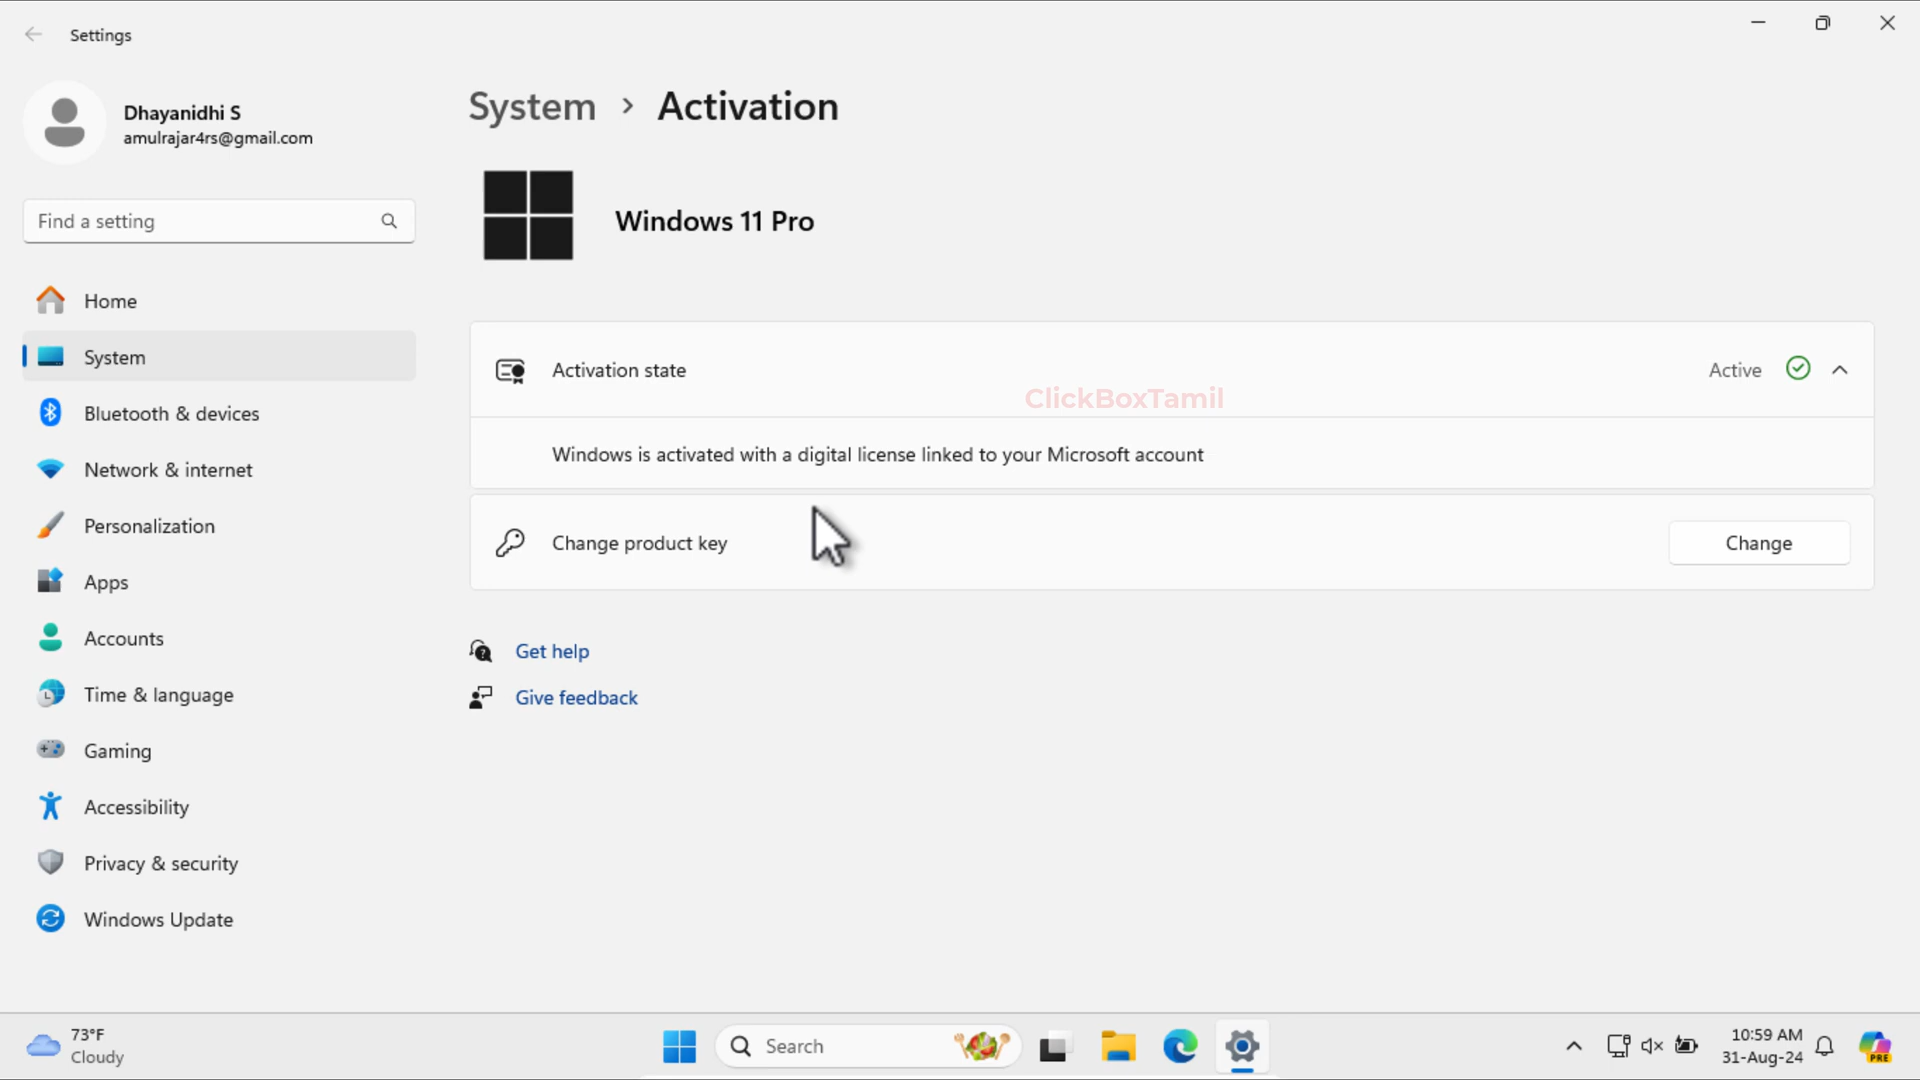 Settings
Dhayanidhi S
amulrajar4rs@gmail.com
Find a setting
Home
System
Bluetooth & devices
Network & internet
Personalization
Apps
Accounts
Time & language
Gaming
Accessibility
Privacy & security
Windows Update
System > Activation
Windows 11 Pro
Activation state
Active
ClickBoxTamil
Windows is activated with a digital license linked to your Microsoft account
Change product key
Change
Get help
Give feedback
73°F
Cloudy
Search
10:59 AM
31-Aug-24
PRE